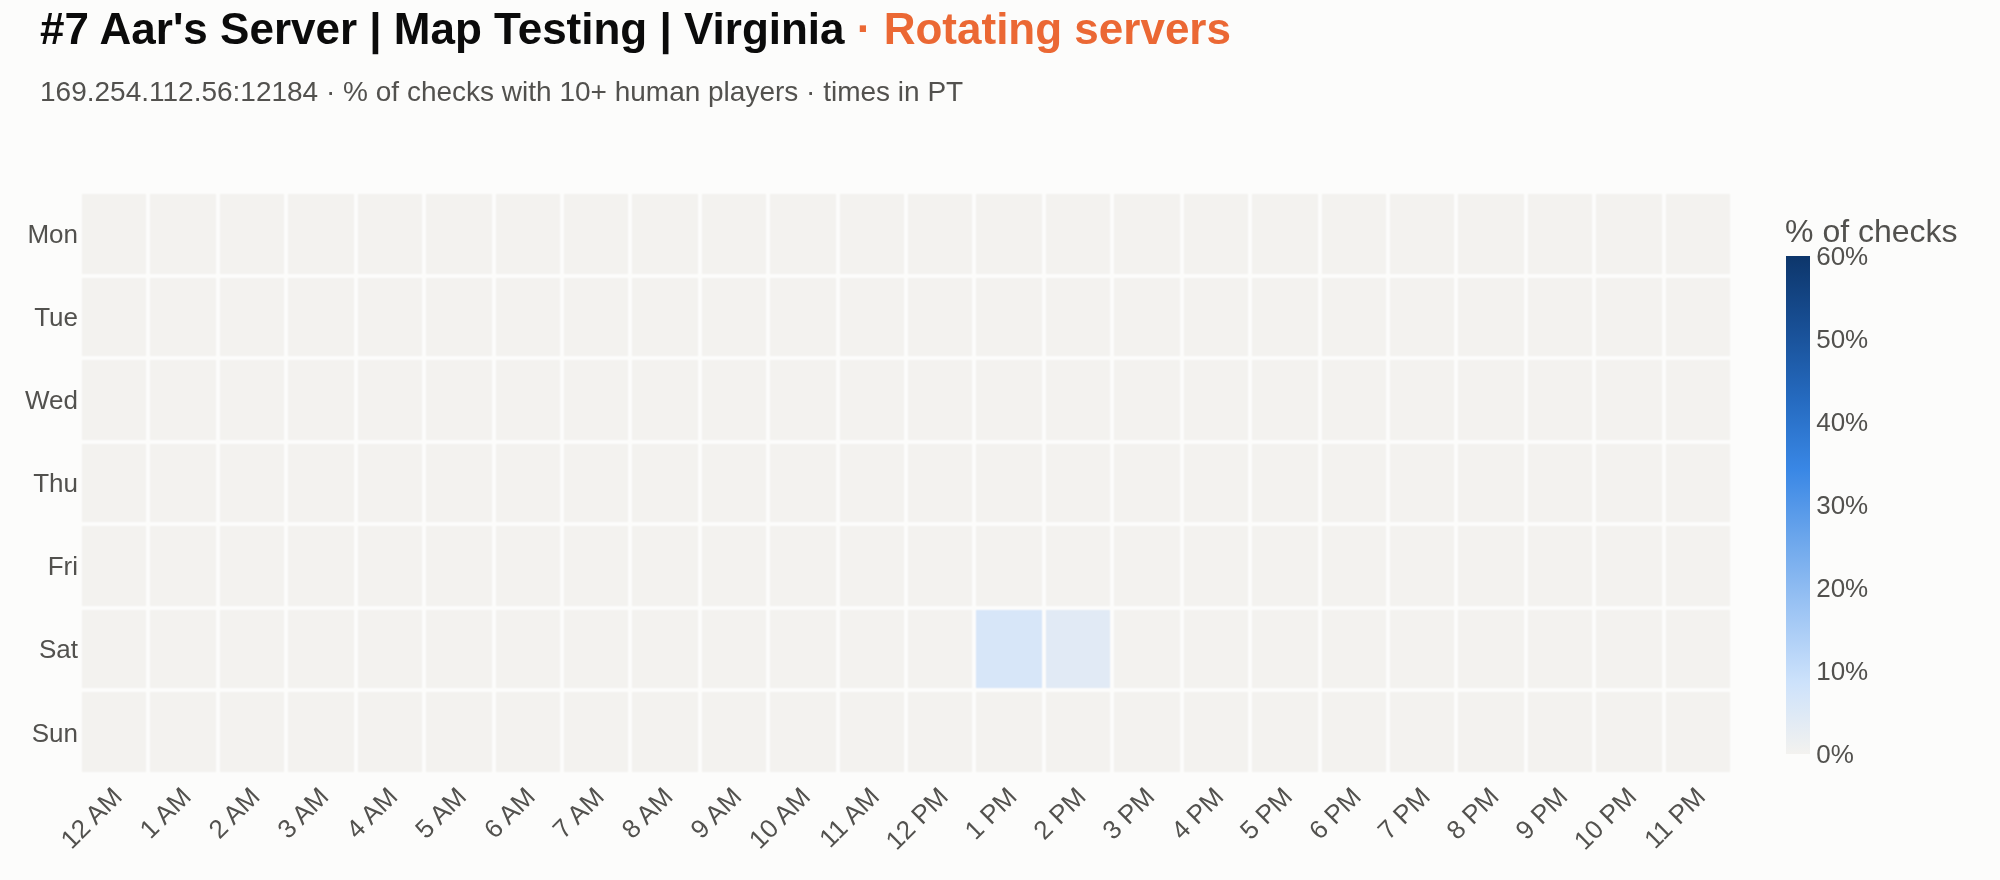 #7 Aar's Server | Map Testing | Virginia · Rotating servers
169.254.112.56:12184 · % of checks with 10+ human players · times in PT
% of checks
60%
50%
40%
30%
20%
10%
0%
Mon
Tue
Wed
Thu
Fri
Sat
Sun
12 AM
1 AM
2 AM
3 AM
4 AM
5 AM
6 AM
7 AM
8 AM
9 AM
10 AM
11 AM
12 PM
1 PM
2 PM
3 PM
4 PM
5 PM
6 PM
7 PM
8 PM
9 PM
10 PM
11 PM